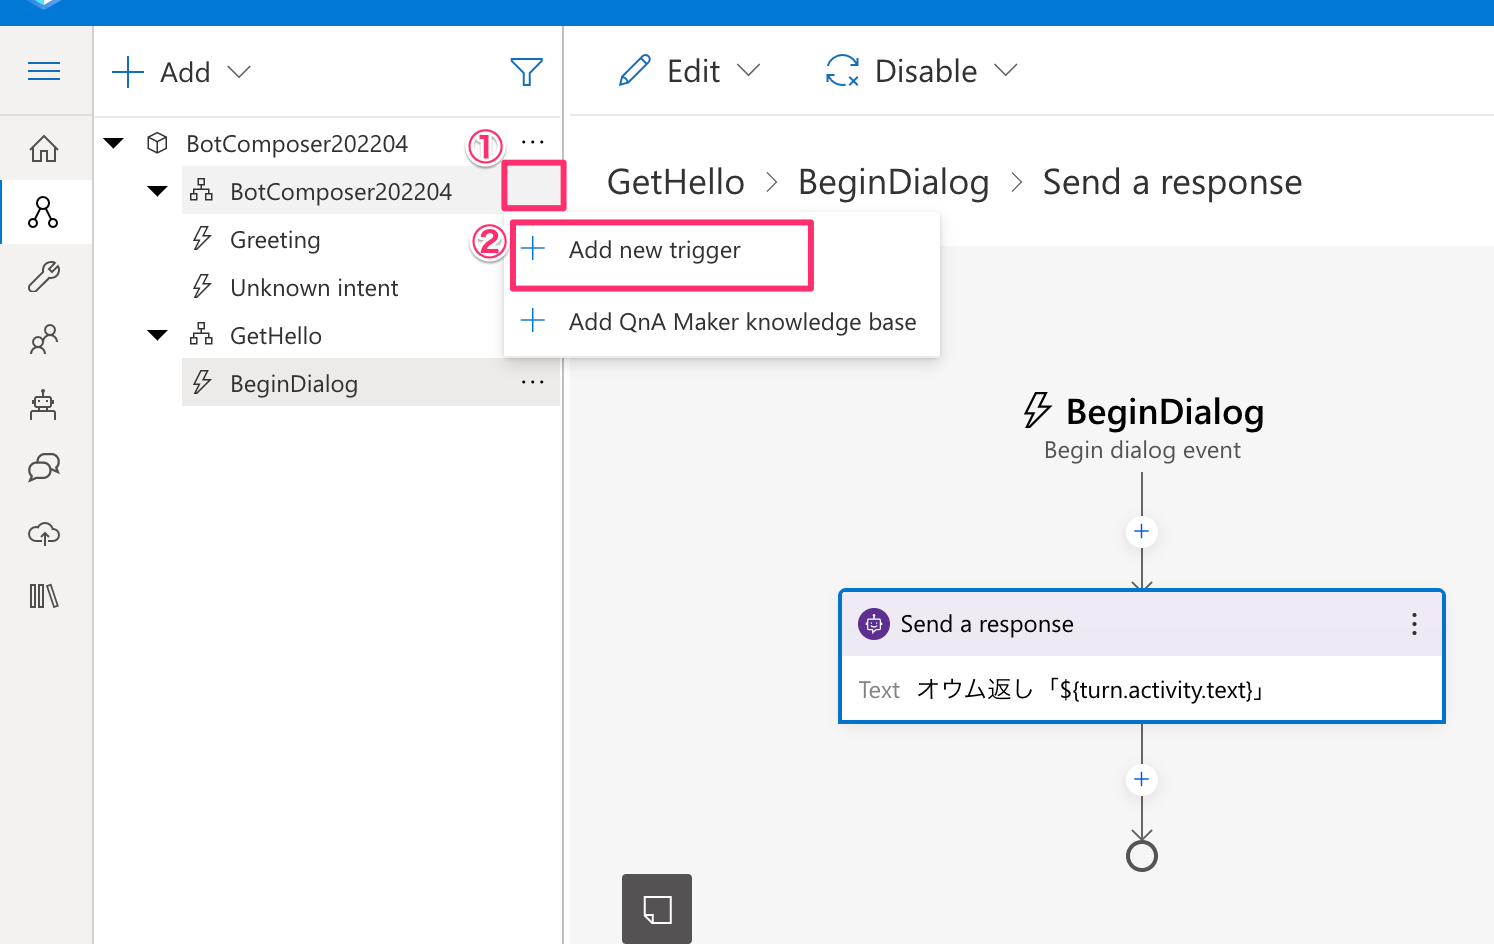 Add
Edit
Disable
BotComposer202204
①
BotComposer202204
GetHello > BeginDialog > Send a response
Greeting
②
Add new trigger
Unknown intent
Add QnA Maker knowledge base
GetHello
BeginDialog
BeginDialog
Begin dialog event
Send a response
Text オウム返し「${turn.activity.text}」